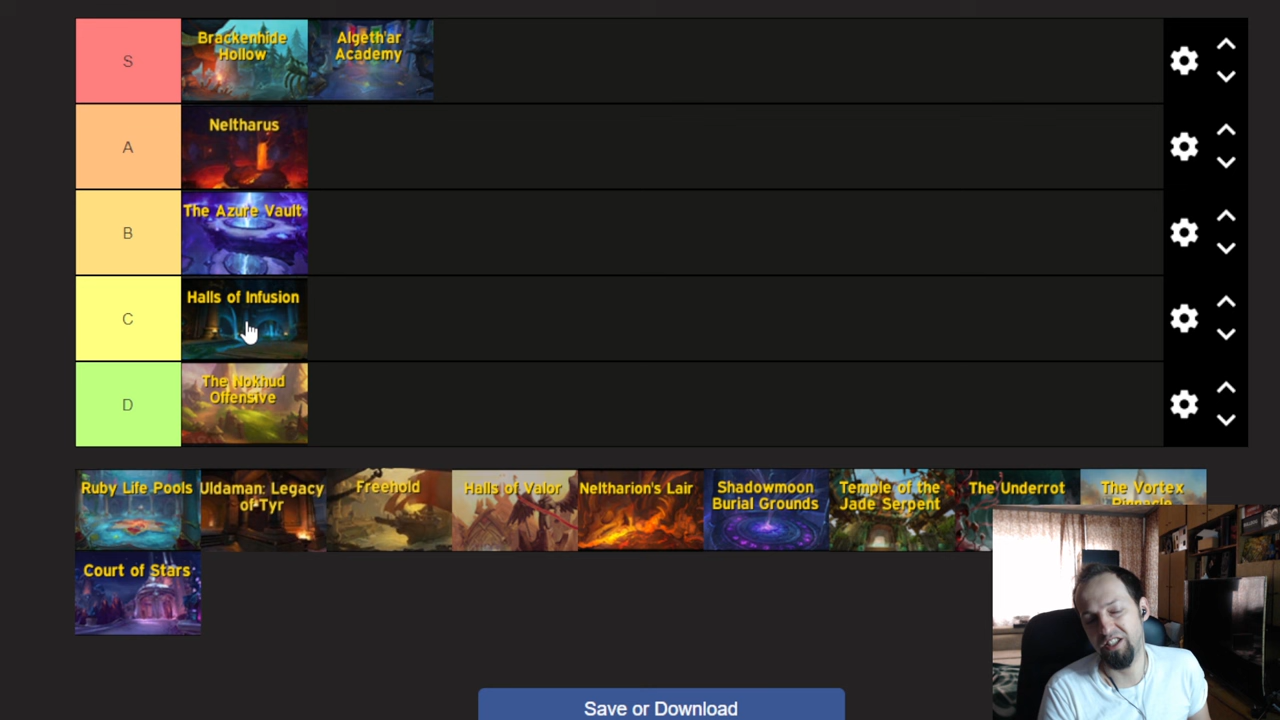 S
Brackenhide
Hollow
Algeth'ar
Academy
A
Neltharus
B
The Azure Vault
C
Halls of Infusion
D
The Nokhud
Offensive
Ruby Life Pools
Uldaman: Legacy
of Tyr
Freehold
Halls of Valor
Neltharion's Lair
Shadowmoon
Burial Grounds
Temple of the
Jade Serpent
The Underrot
The Vortex
Pinnacle
Court of Stars
Save or Download